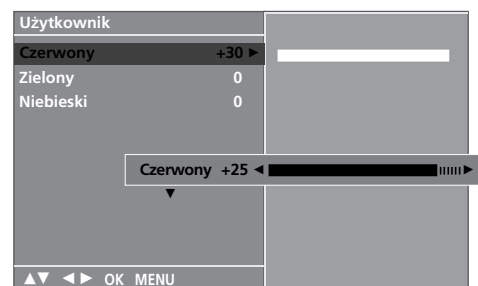 Użytkownik
Czerwony +30 ►
Zielony 0
Niebieski 0
Czerwony +25 ◄ ►
▼
▲▼ ◄► OK MENU